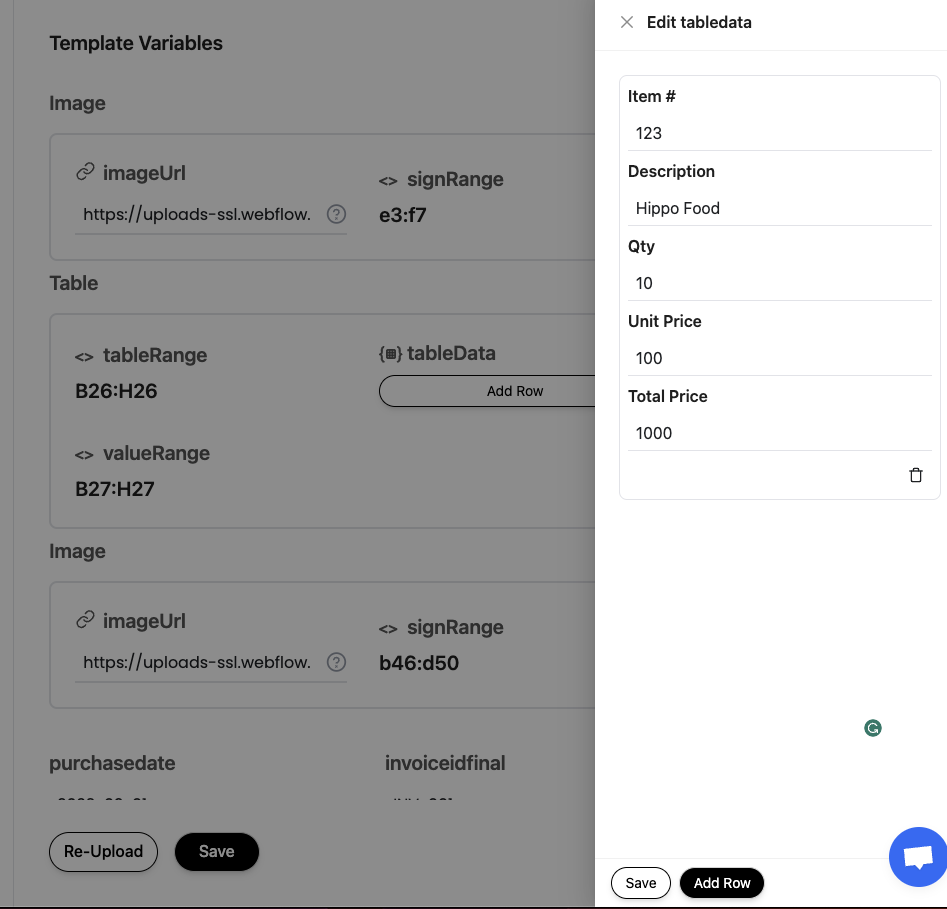 Template Variables
Image
imageUrl
https://uploads-ssl.webflow.
<> signRange
e3:f7
Table
<> tableRange
B26:H26
{} tableData
Add Row
<> valueRange
B27:H27
Image
imageUrl
https://uploads-ssl.webflow.
<> signRange
b46:d50
purchasedate
invoiceidfinal
Re-Upload
Save
Edit tabledata
Item #
123
Description
Hippo Food
Qty
10
Unit Price
100
Total Price
1000
Save
Add Row